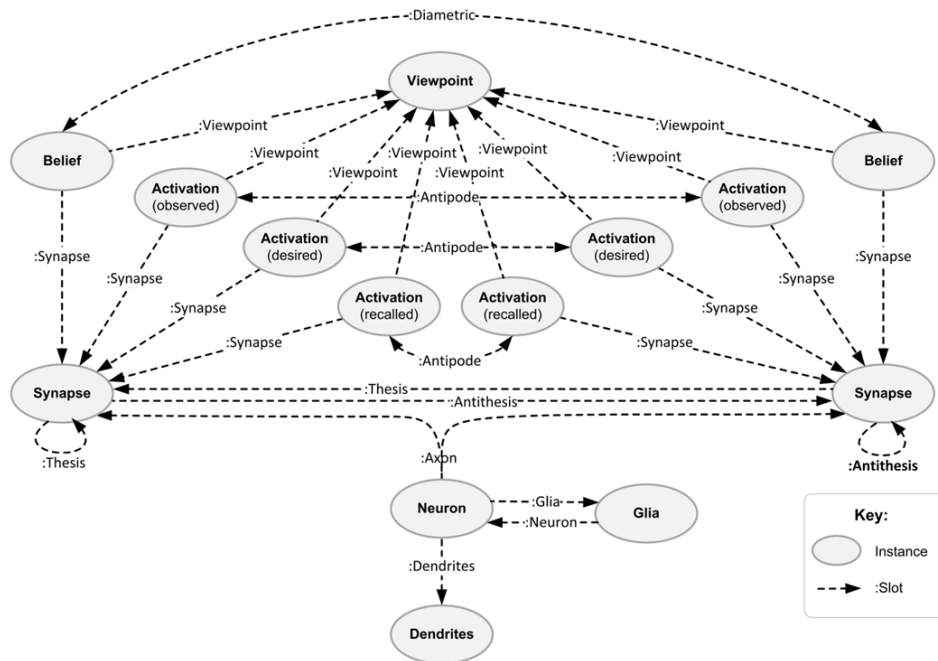 :Diametric
Viewpoint
:Viewpoint
:Viewpoint
:Viewpoint
:Viewpoint
Belief
:Viewpoint
:Viewpoint
:Viewpoint
:Viewpoint
Belief
Activation
(observed)
:Antipode
Activation
(observed)
Activation
(desired)
:Antipode
Activation
(desired)
:Synapse
:Synapse
:Synapse
:Synapse
:Synapse
Activation
(recalled)
Activation
(recalled)
:Synapse
:Synapse
:Synapse
:Antipode
Synapse
:Thesis
:Antithesis
Synapse
:Thesis
:Axon
:Antithesis
Neuron
:Glia
:Neuron
Glia
:Dendrites
Dendrites
Key:
Instance
:Slot